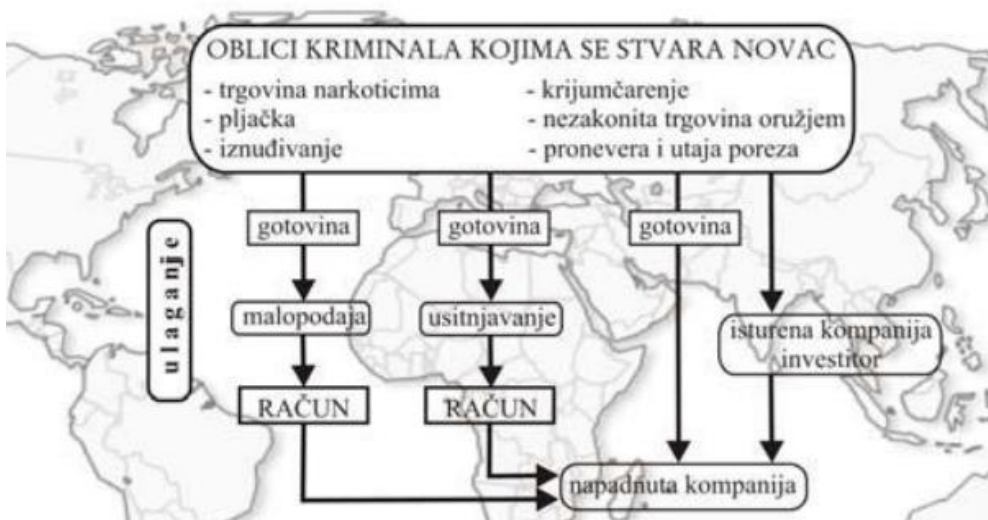 OBLICI KRIMINALA KOJIMA SE STVARA NOVAC
- trgovina narkoticima
- pljačka
- iznuđivanje
- krijumčarenje
- nezakonita trgovina oružjem
- pronevera i utaja poreza
gotovina
gotovina
gotovina
ulaganje
malopodaja
usitnjavanje
isturena kompanija
investitor
RAČUN
RAČUN
napadnuta kompanija